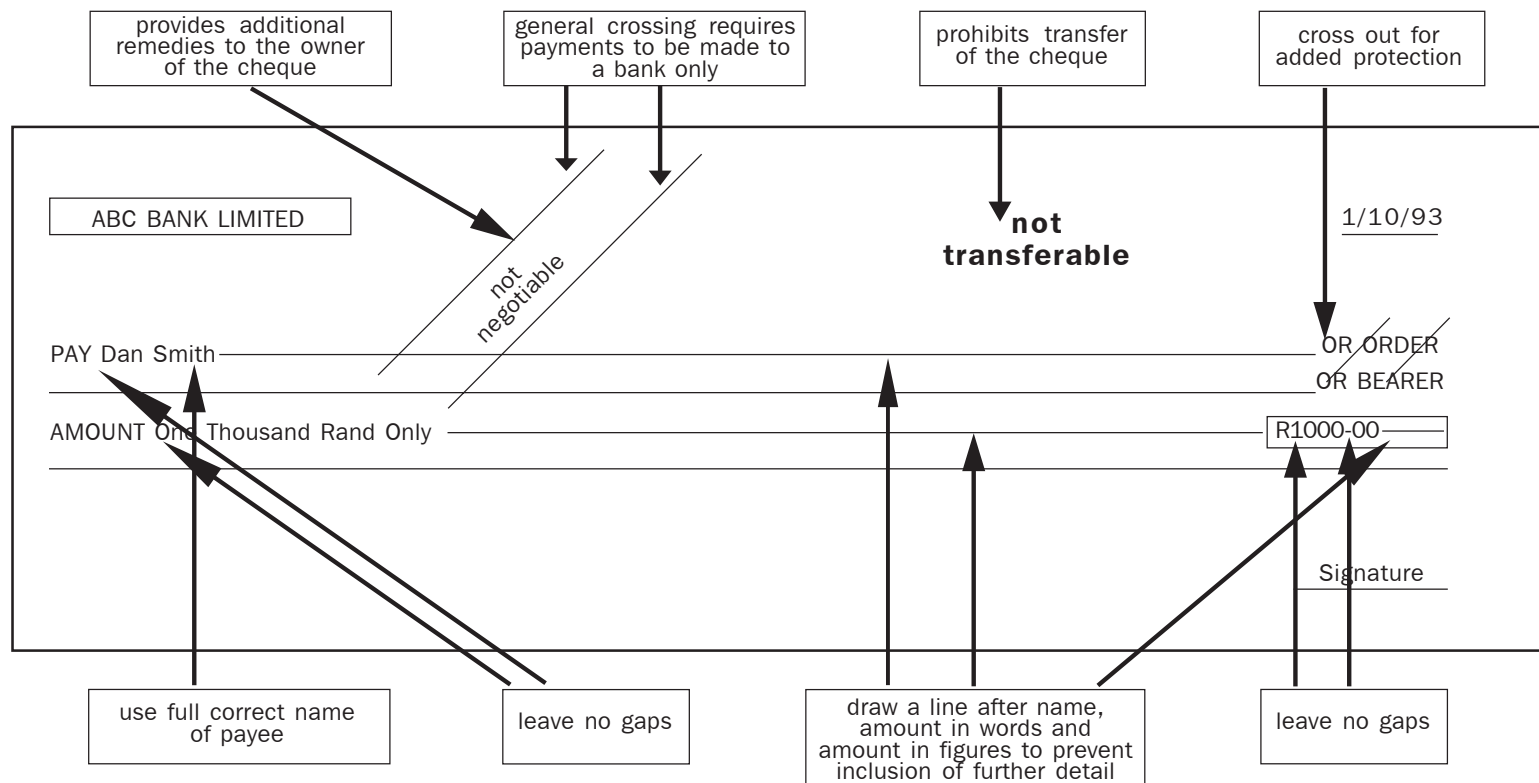 provides additional
remedies to the owner
of the cheque
general crossing requires
payments to be made to
a bank only
prohibits transfer
of the cheque
cross out for
added protection
ABC BANK LIMITED
not
negotiable
not
transferable
1/10/93
PAY Dan Smith
OR ORDER
OR BEARER
AMOUNT One Thousand Rand Only
R1000-00
Signature
use full correct name
of payee
leave no gaps
draw a line after name,
amount in words and
amount in figures to prevent
inclusion of further detail
leave no gaps